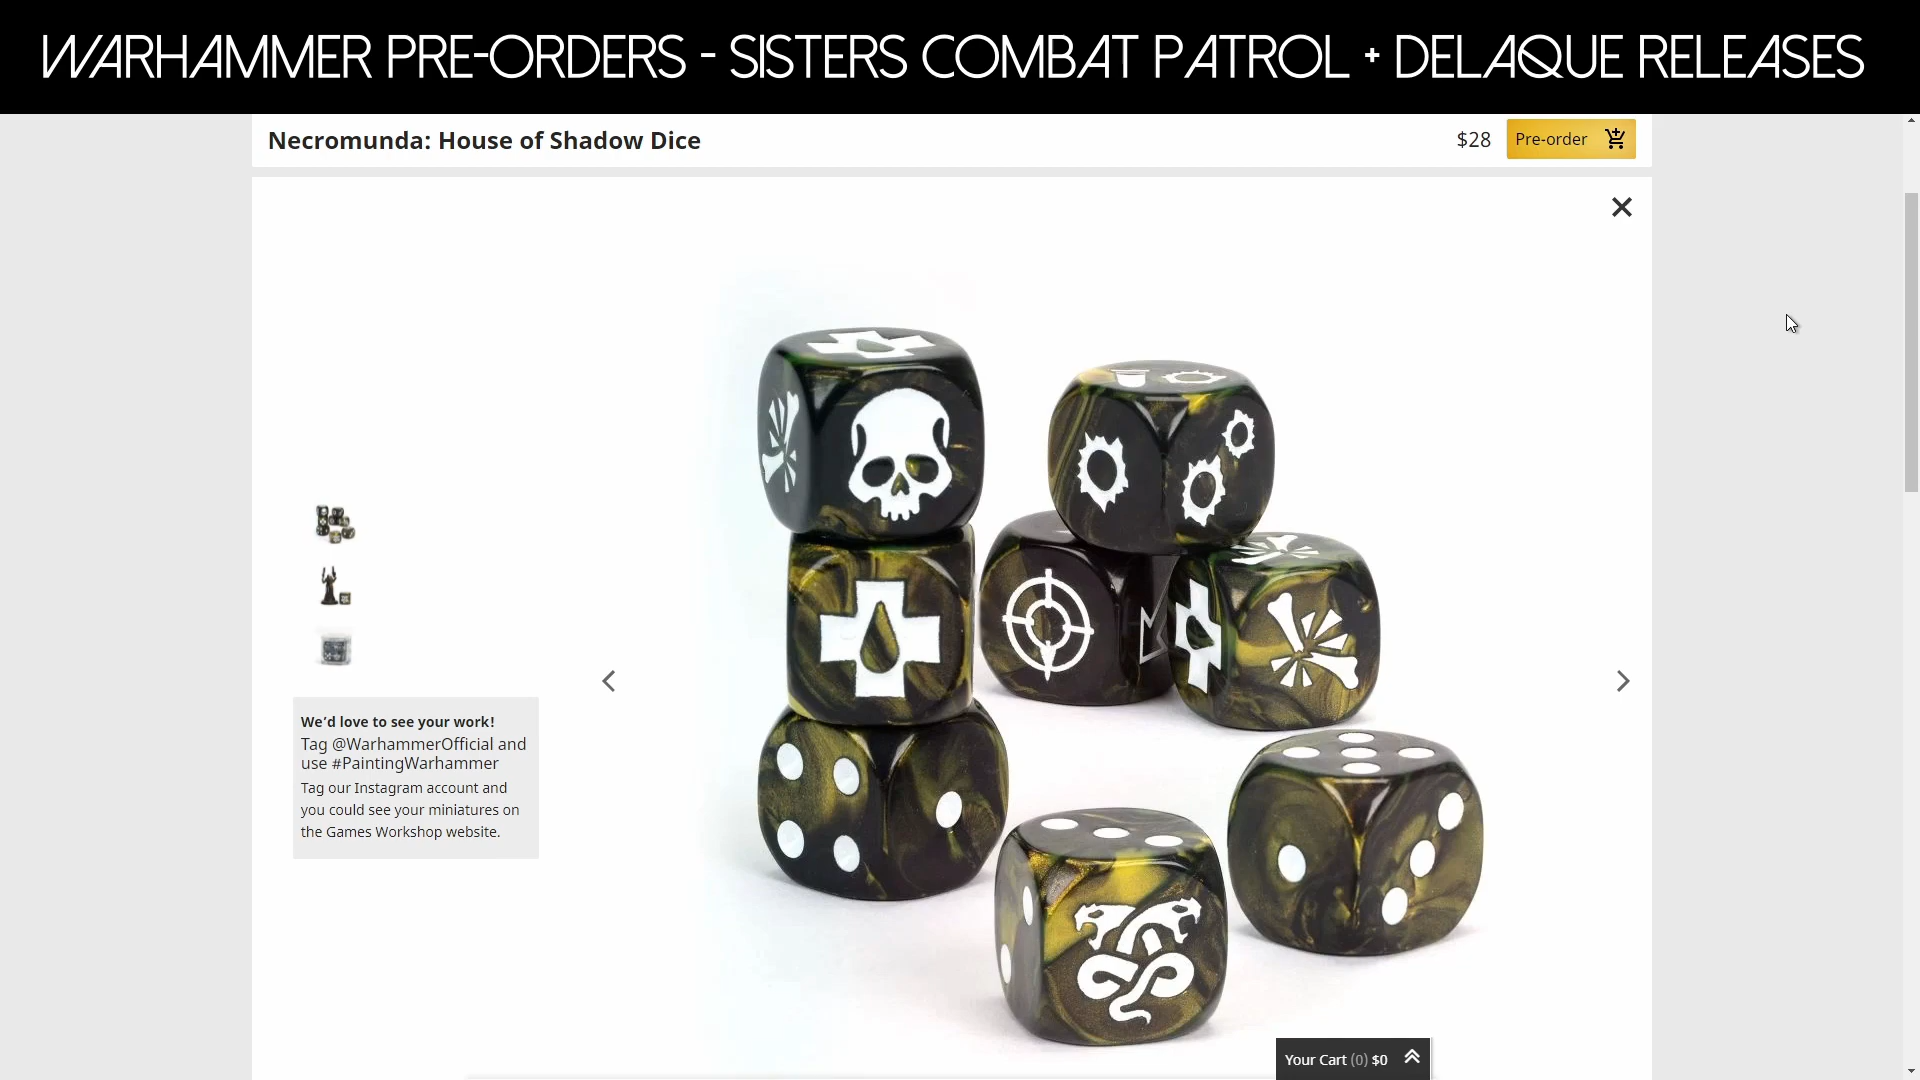 WARHAMMER PRE-ORDERS - SISTERS COMBAT PATROL + DELAQUE RELEASES
Necromunda: House of Shadow Dice
$28
Pre-order
We'd love to see your work!
Tag @WarhammerOfficial and
use #PaintingWarhammer
Tag our Instagram account and
you could see your miniatures on
the Games Workshop website.
Your Cart (0) $0